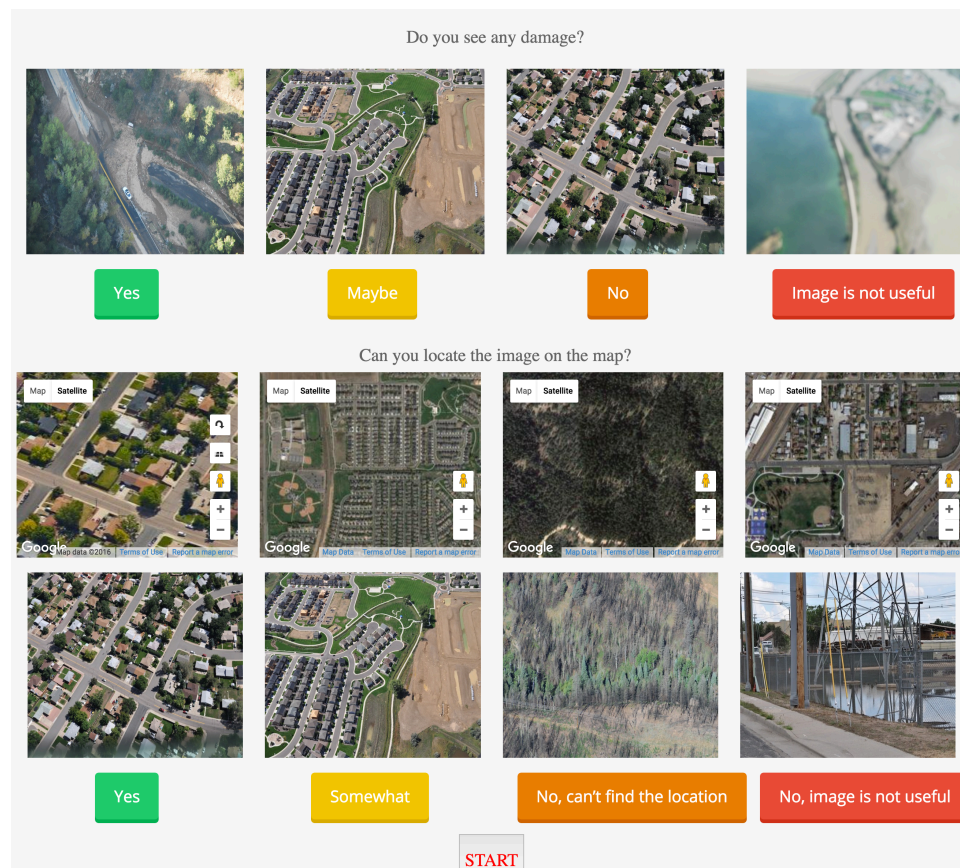 Do you see any damage?
Yes
Maybe
No
Image is not useful
Can you locate the image on the map?
Map Satellite
Map Satellite
Map Satellite
Map Satellite
Google
Map data ©2016 Terms of Use Report a map error
Google
Map Data Terms of Use Report a map error
Google
Map Data Terms of Use Report a map error
Google
Map Data Terms of Use Report a map error
Yes
Somewhat
No, can't find the location
No, image is not useful
START